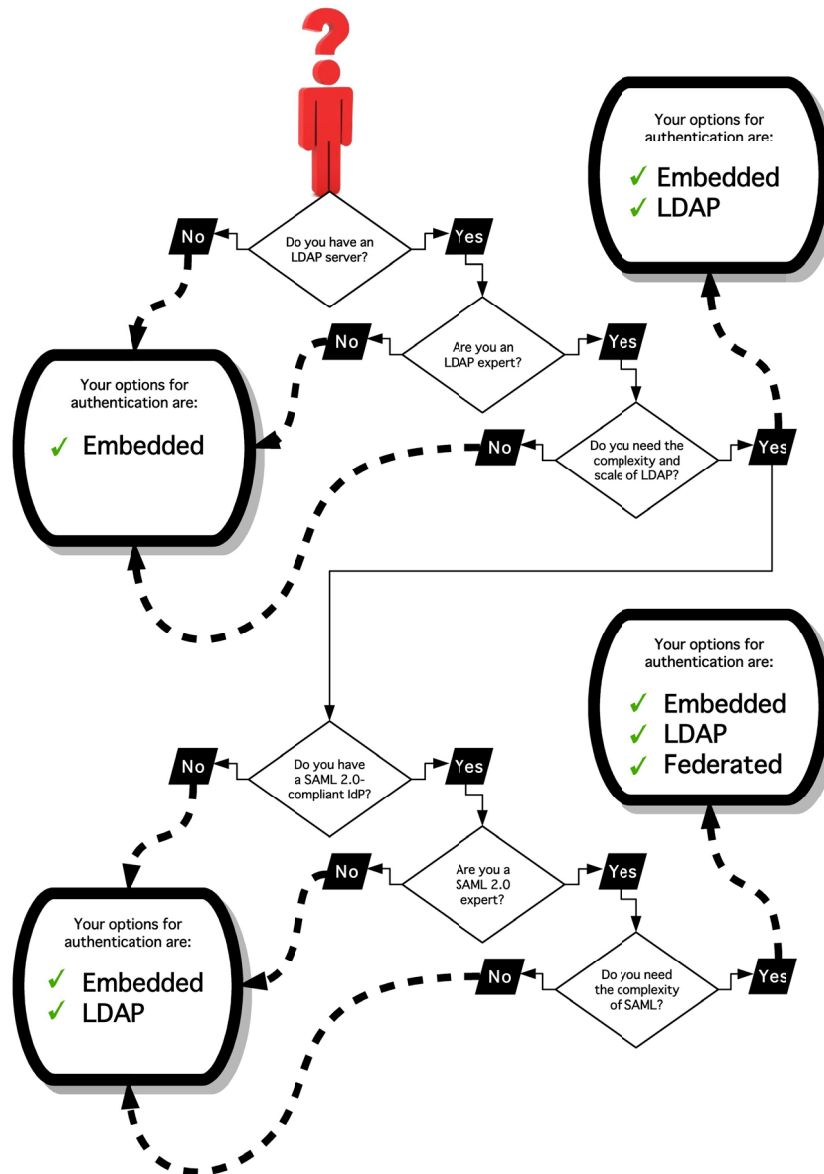 ?
Your options for
authentication are:
✓ Embedded
✓ LDAP
Do you have an
LDAP server?
No
Yes
Are you an
LDAP expert?
No
Yes
Your options for
authentication are:
✓ Embedded
Do you need the
complexity and
scale of LDAP?
No
Yes
Your options for
authentication are:
✓ Embedded
✓ LDAP
✓ Federated
Do you have
a SAML 2.0-
compliant IdP?
No
Yes
Are you a
SAML 2.0
expert?
No
Yes
Your options for
authentication are:
✓ Embedded
✓ LDAP
Do you need
the complexity
of SAML?
No
Yes